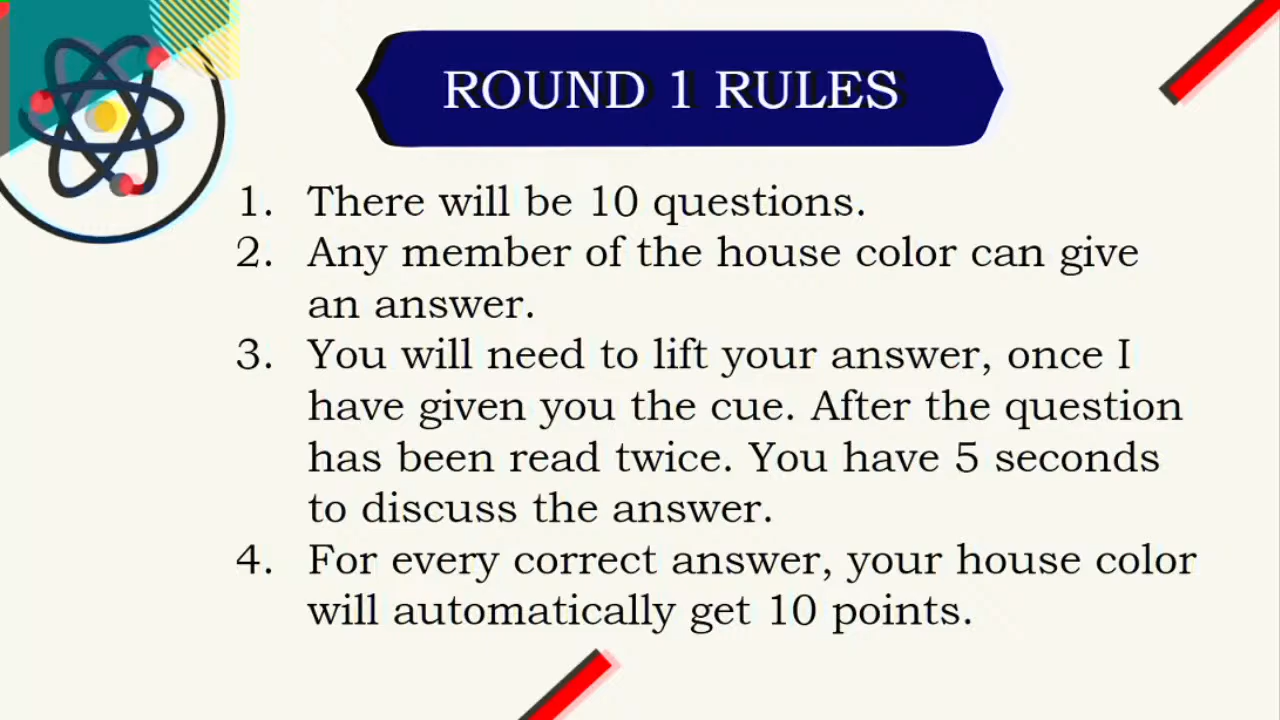 ROUND 1 RULES
1. There will be 10 questions.
2. Any member of the house color can give
an answer.
3. You will need to lift your answer, once I
have given you the cue. After the question
has been read twice. You have 5 seconds
to discuss the answer.
4. For every correct answer, your house color
will automatically get 10 points.